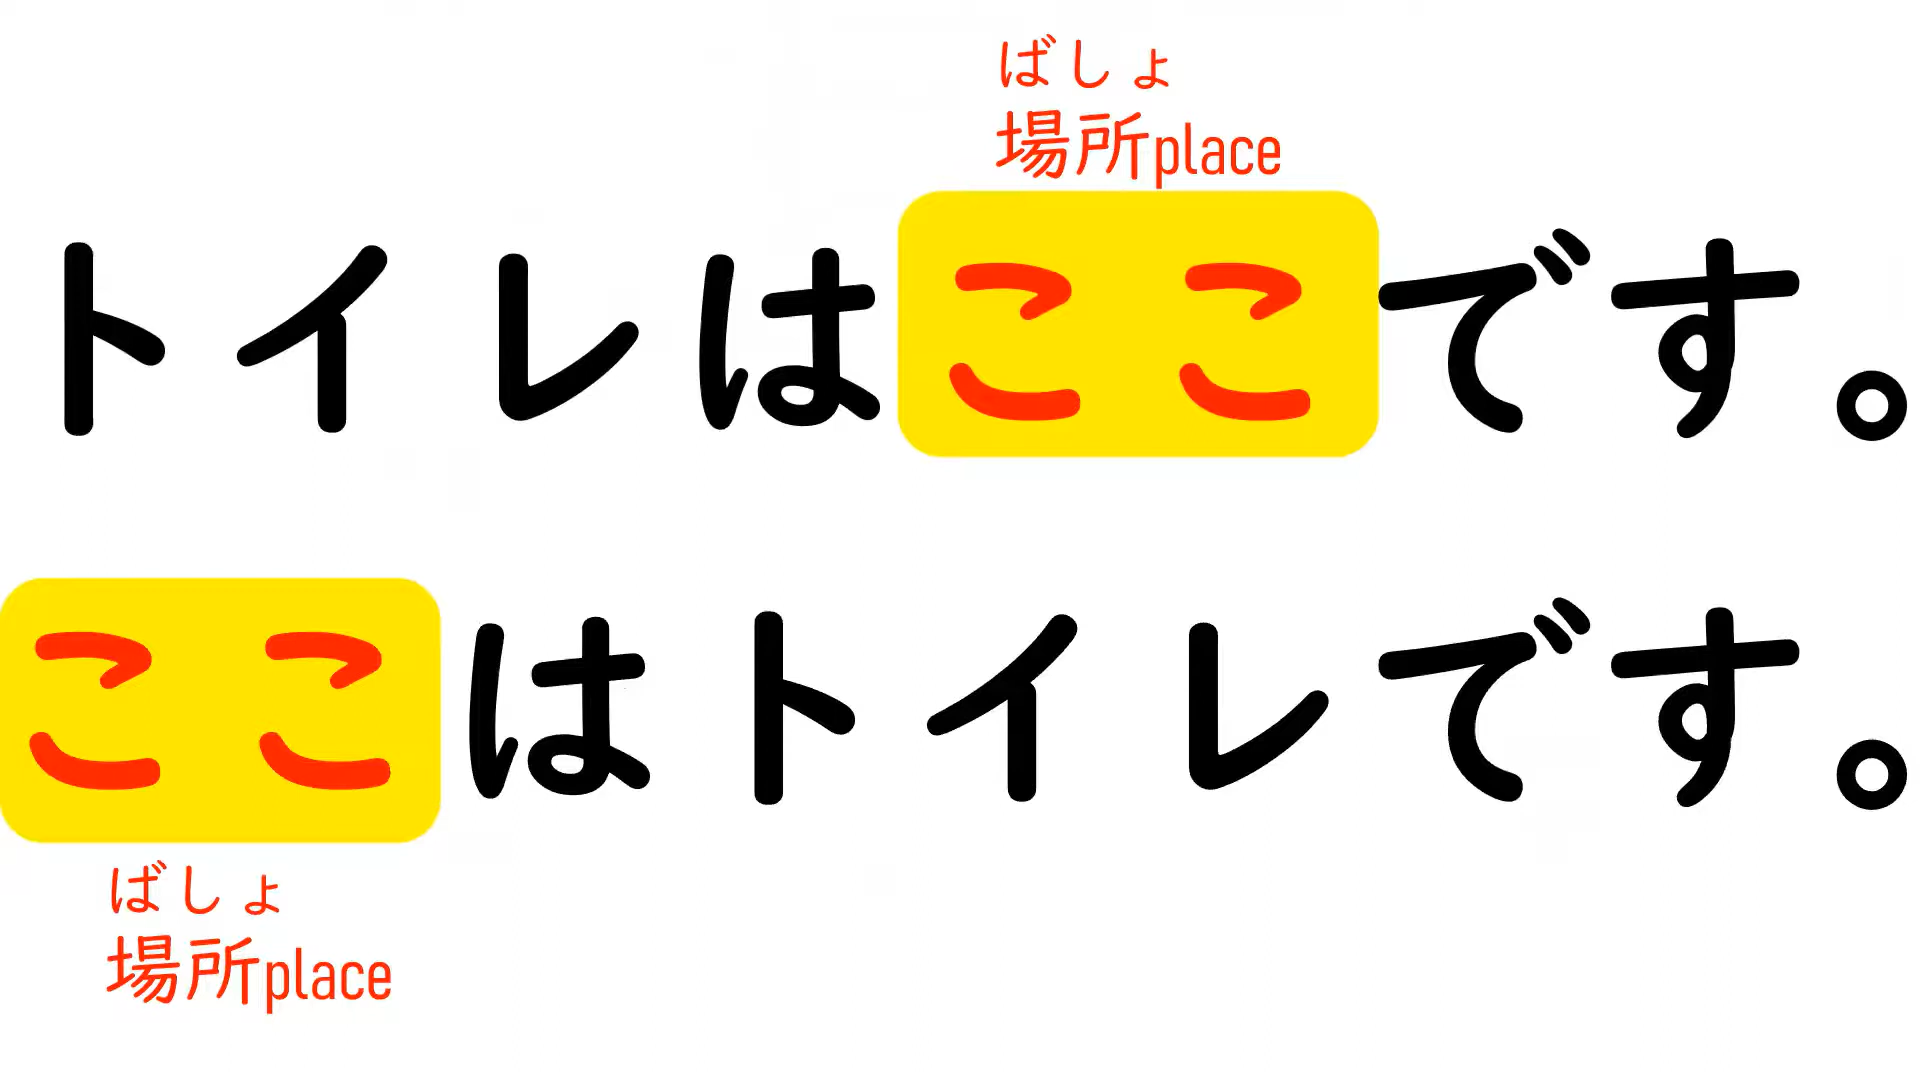 ばしょ
場所place
トイレはここです。
ここはトイレです。
ばしょ
場所place